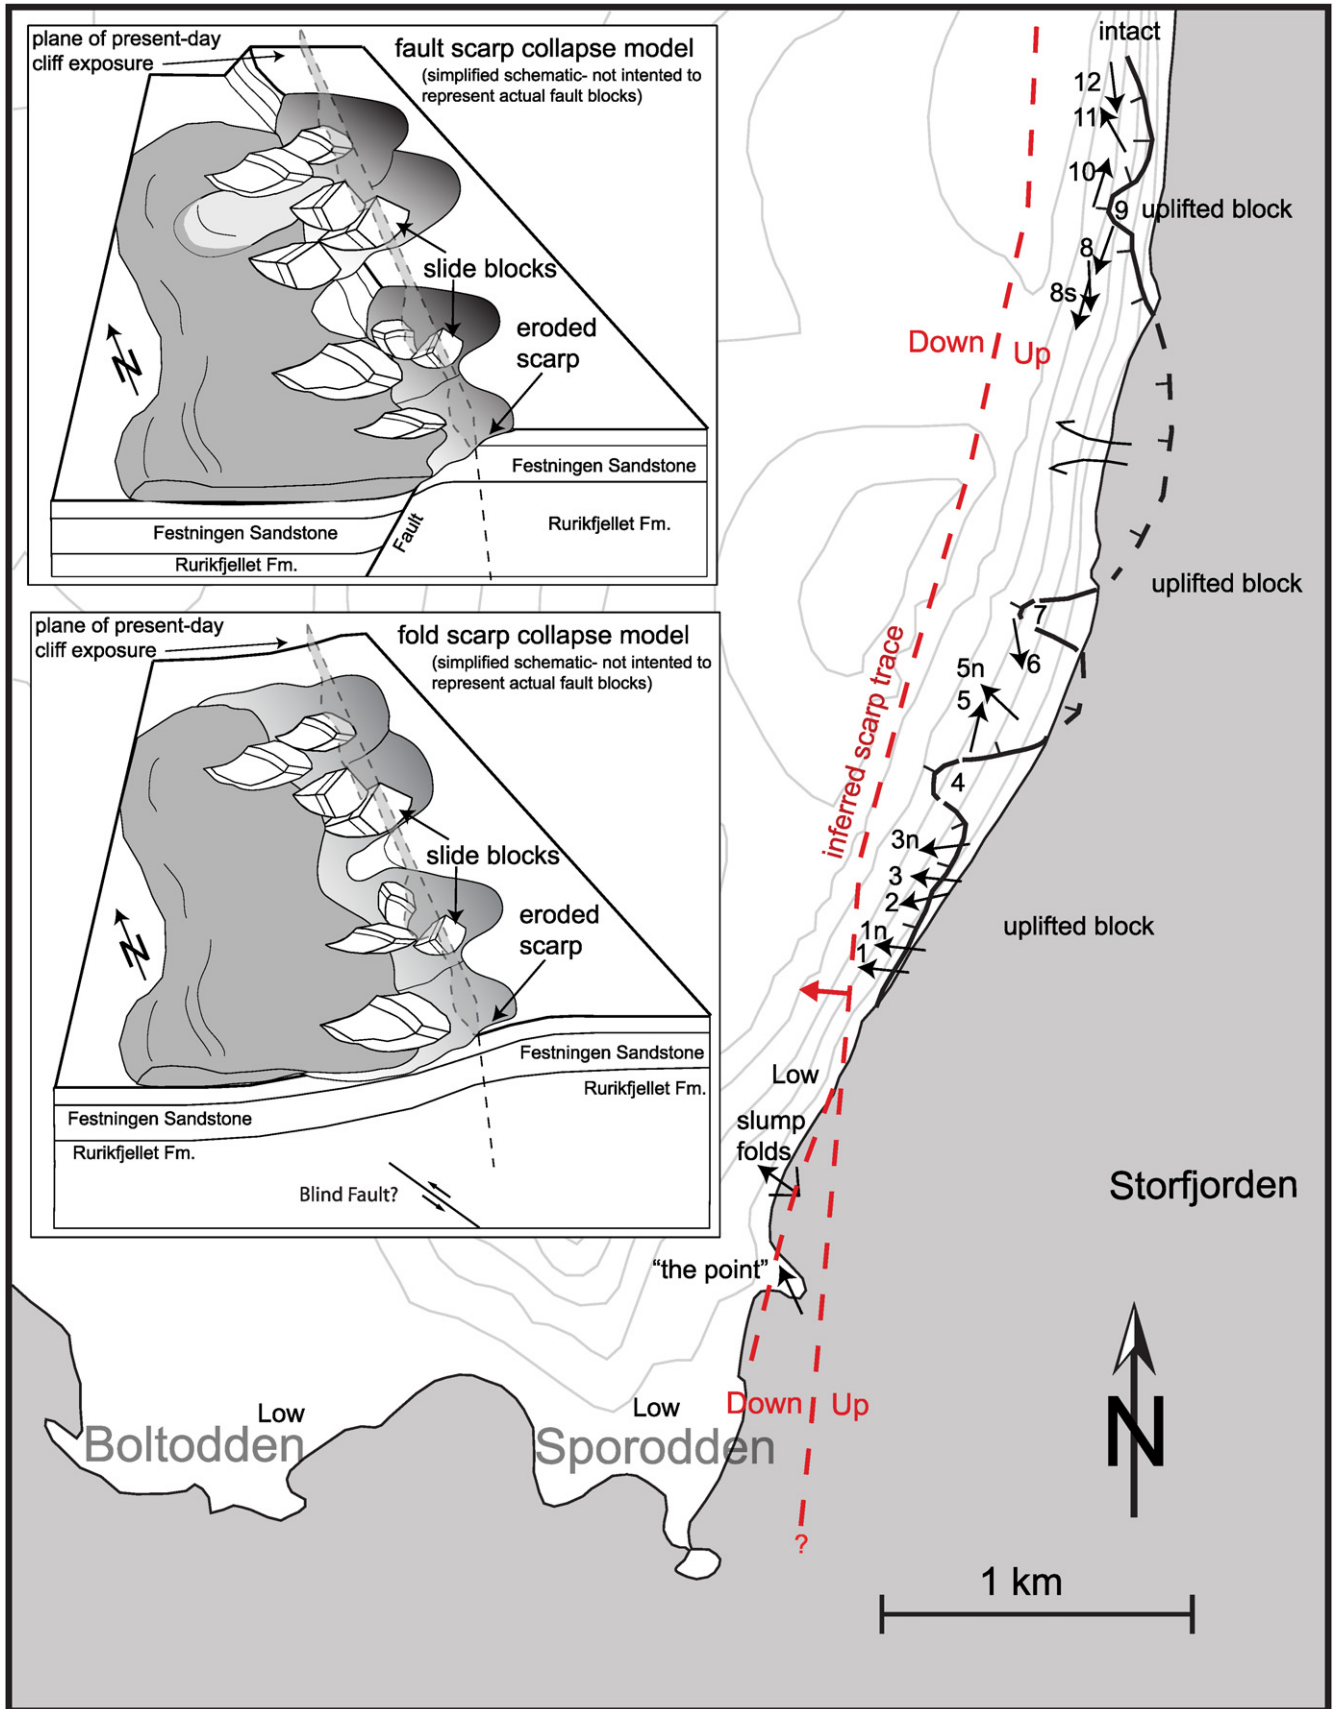 plane of present-day
cliff exposure
fault scarp collapse model
(simplified schematic- not intented to
represent actual fault blocks)
slide blocks
eroded
scarp
N
Festningen Sandstone
Festningen Sandstone
Rurikfjellet Fm.
Rurikfjellet Fm.
Fault
plane of present-day
cliff exposure
fold scarp collapse model
(simplified schematic- not intented to
represent actual fault blocks)
slide blocks
eroded
scarp
N
Festningen Sandstone
Rurikfjellet Fm.
Festningen Sandstone
Rurikfjellet Fm.
Blind Fault?
intact
12
11
10
9
uplifted block
8
8s
Down
Up
uplifted block
7
6
5n
5
inferred scarp trace
4
3n
3
2
1n
1
uplifted block
Low
slump
folds
Storfjorden
"the point"
Down
Up
Low
Low
Boltodden
Sporodden
N
?
1 km